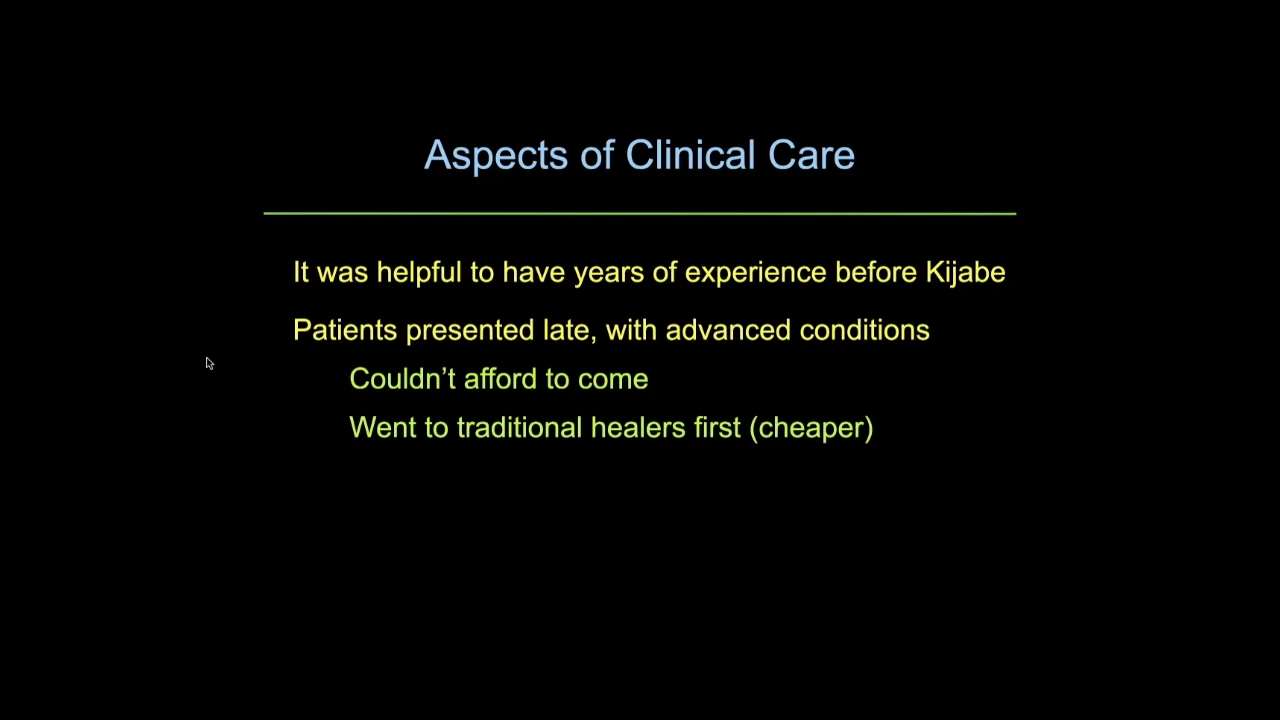 Aspects of Clinical Care
It was helpful to have years of experience before Kijabe
Patients presented late, with advanced conditions
Couldn’t afford to come
Went to traditional healers first (cheaper)